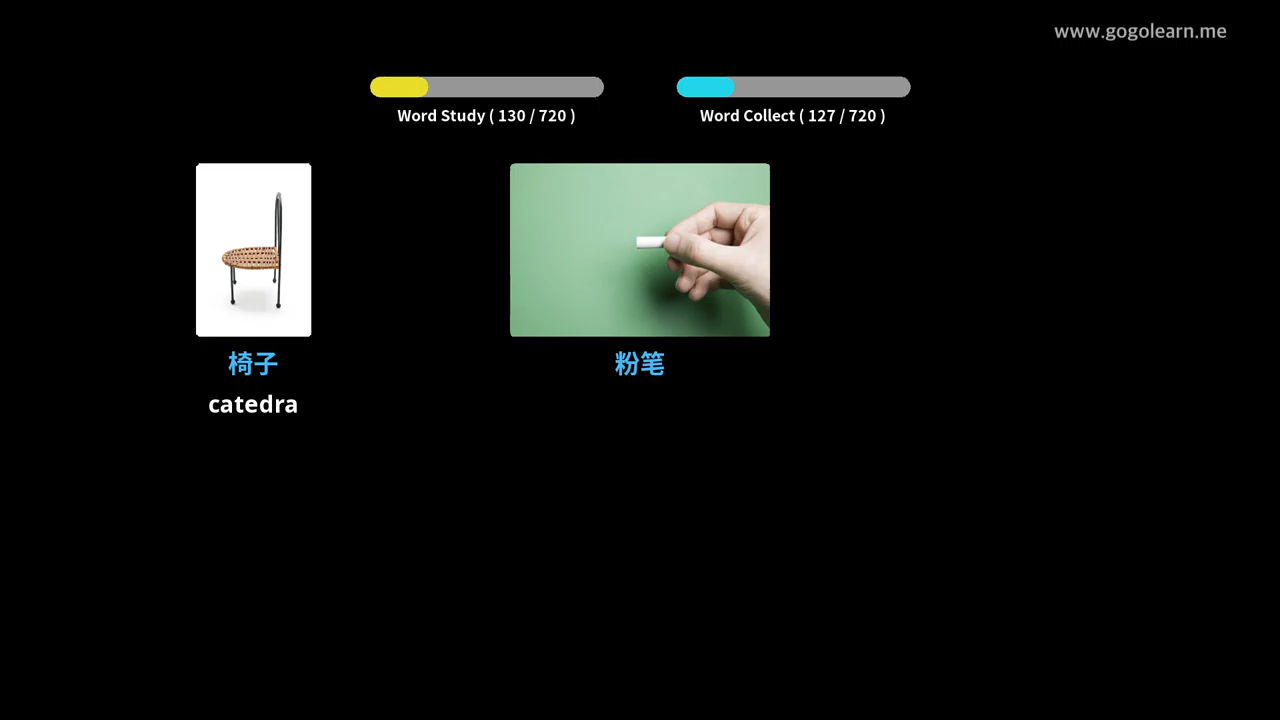 www.gogolearn.me
Word Study ( 130 / 720 )
Word Collect ( 127 / 720 )
椅子
粉笔
catedra